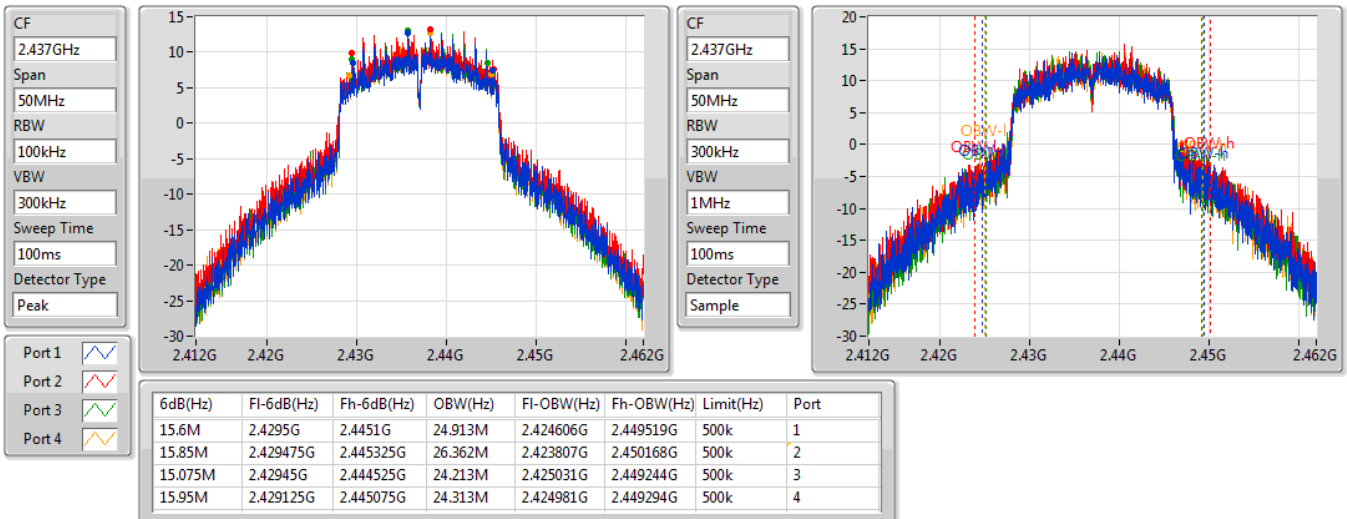 CF
2.437GHz
Span
50MHz
RBW
100kHz
VBW
300kHz
Sweep Time
100ms
Detector Type
Peak
15
10
5
0
-5
-10
-15
-20
-25
-30
2.412G 2.42G 2.43G 2.44G 2.45G 2.462G
CF
2.437GHz
Span
50MHz
RBW
300kHz
VBW
1MHz
Sweep Time
100ms
Detector Type
Sample
20
15
10
5
0
-5
-10
-15
-20
-25
-30
OBW-l
OBW-h
2.412G 2.42G 2.43G 2.44G 2.45G 2.462G
Port 1
Port 2
Port 3
Port 4
6dB(Hz) Fl-6dB(Hz) Fh-6dB(Hz) OBW(Hz) Fl-OBW(Hz) Fh-OBW(Hz) Limit(Hz) Port
15.6M 2.4295G 2.4451G 24.913M 2.424606G 2.449519G 500k 1
15.85M 2.429475G 2.445325G 26.362M 2.423807G 2.450168G 500k 2
15.075M 2.42945G 2.444525G 24.213M 2.425031G 2.449244G 500k 3
15.95M 2.429125G 2.445075G 24.313M 2.424981G 2.449294G 500k 4